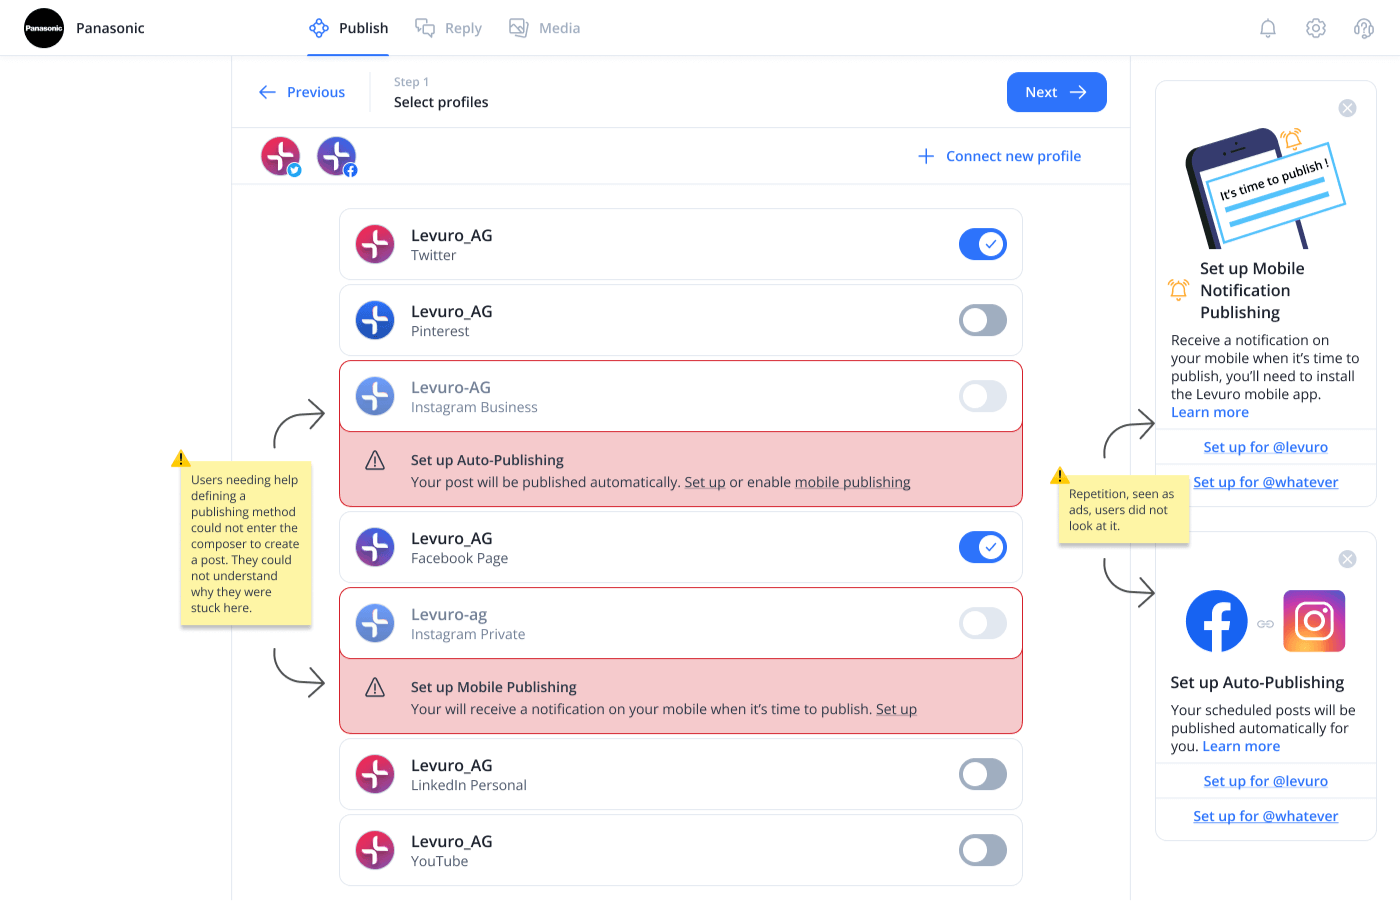 Panasonic
Panasonic
Publish
Reply
Media
Previous
Step 1
Select profiles
Next
Connect new profile
Levuro_AG
Twitter
Levuro_AG
Pinterest
Levuro-AG
Instagram Business
Set up Auto-Publishing
Your post will be published automatically. Set up or enable mobile publishing
Levuro_AG
Facebook Page
Levuro-ag
Instagram Private
Set up Mobile Publishing
Your will receive a notification on your mobile when it’s time to publish. Set up
Levuro_AG
LinkedIn Personal
Levuro_AG
YouTube
Users needing help
defining a
publishing method
could not enter the
composer to create
a post. They could
not understand
why they were
stuck here.
It’s time to publish !
Set up Mobile
Notification
Publishing
Receive a notification on
your mobile when it’s time to
publish, you’ll need to install
the Levuro mobile app.
Learn more
Set up for @levuro
Set up for @whatever
Repetition, seen as
ads, users did not
look at it.
Set up Auto-Publishing
Your scheduled posts will be
published automatically for
you. Learn more
Set up for @levuro
Set up for @whatever